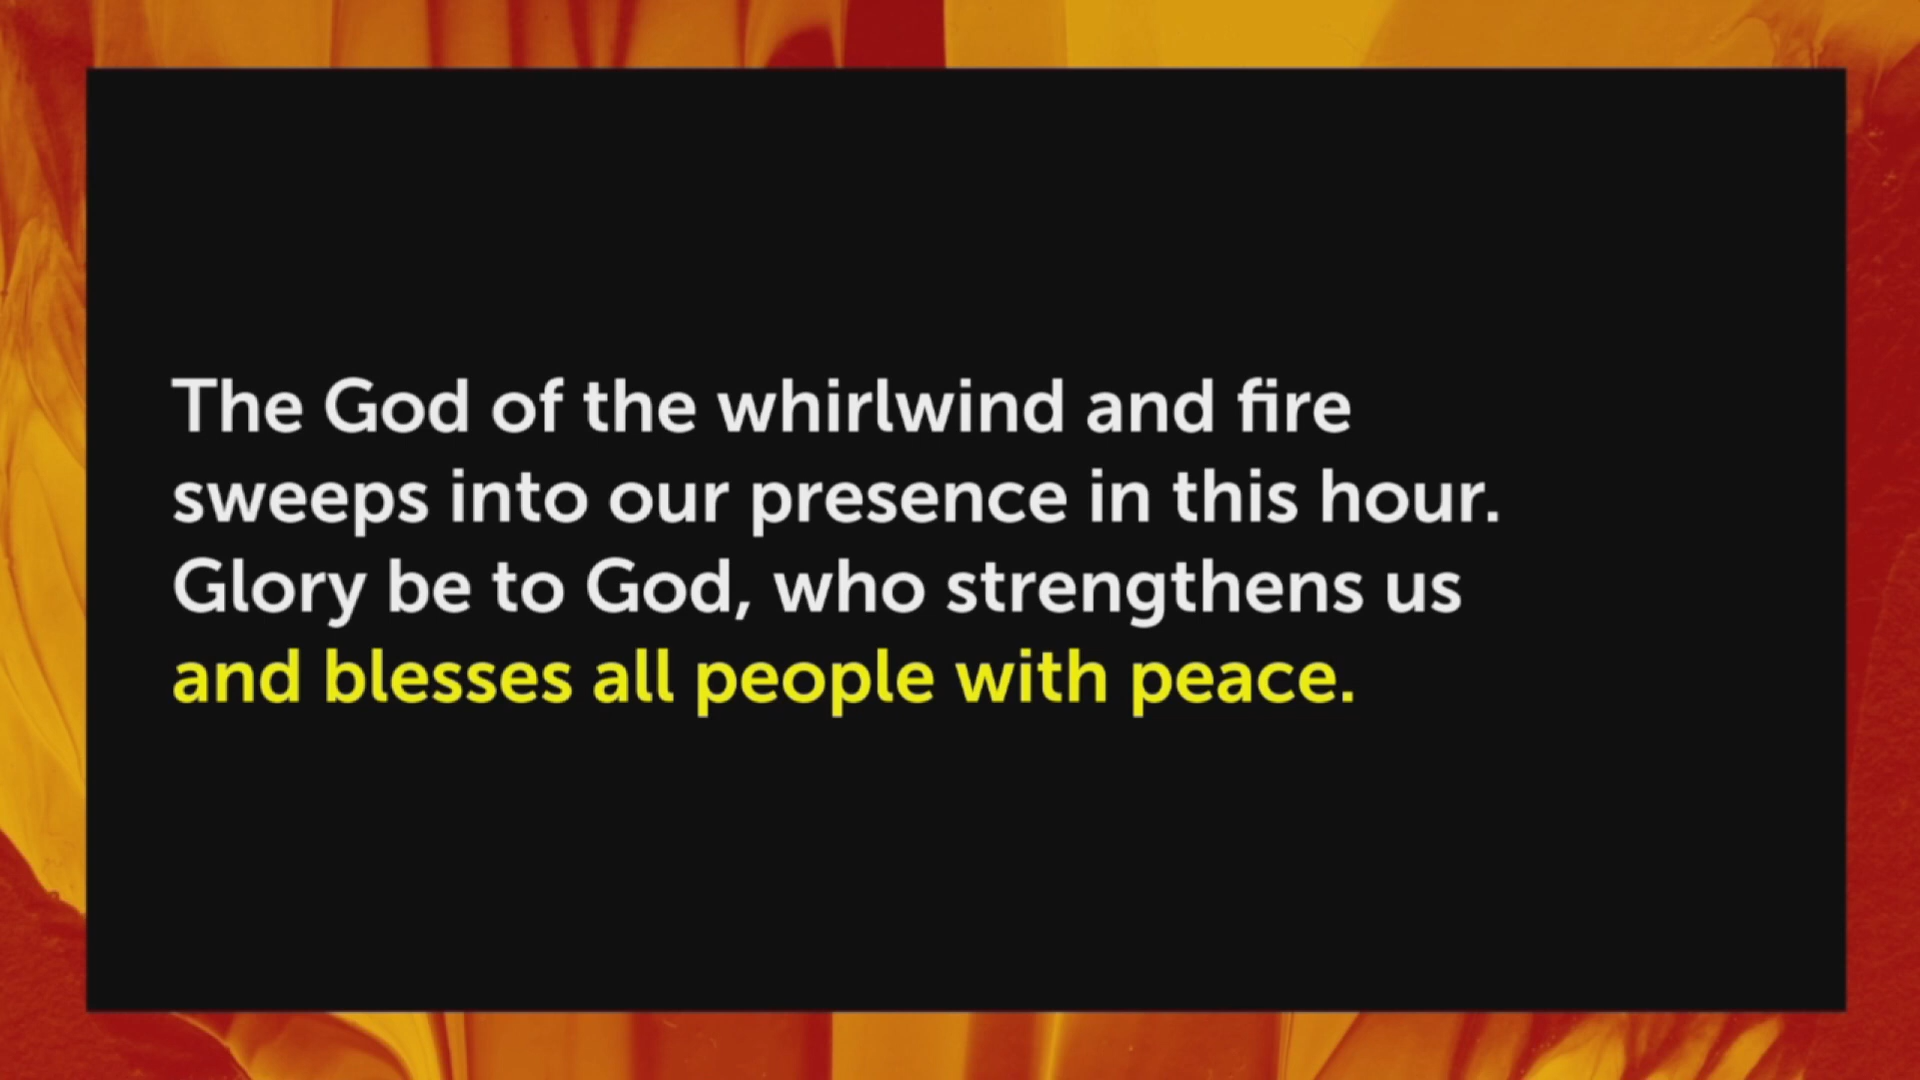 The God of the whirlwind and fire
sweeps into our presence in this hour.
Glory be to God, who strengthens us
and blesses all people with peace.